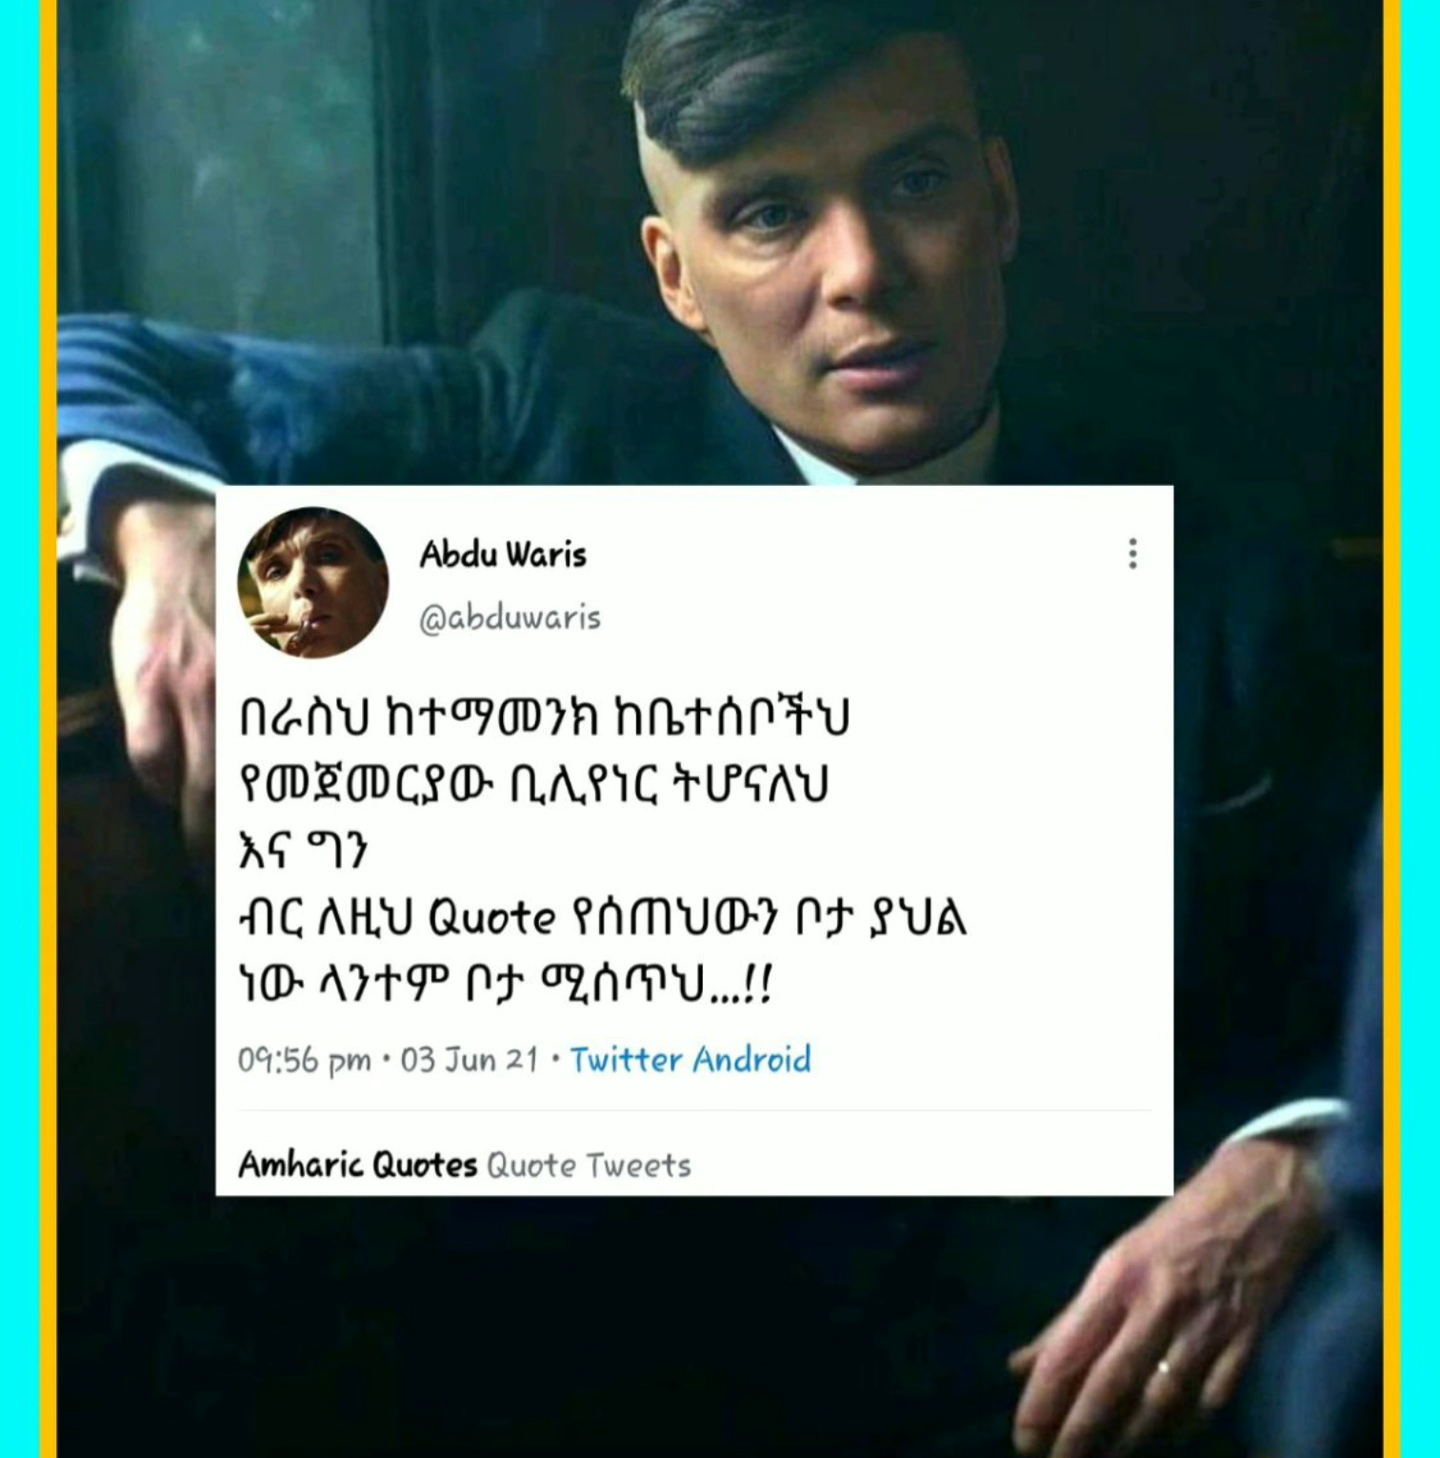 Abdu Waris
@abduwaris
በራስህ ከተማመንክ ከቤተሰቦችህ
የመጀመርያው ቢሊየነር ትሆናለህ
እና ግን
ብር ለዚህ Quote የሰጠህውን ቦታ ያህል
ነው ላንተም ቦታ ሚሰጥህ...!!
09:56 pm • 03 Jun 21 • Twitter Android
Amharic Quotes Quote Tweets